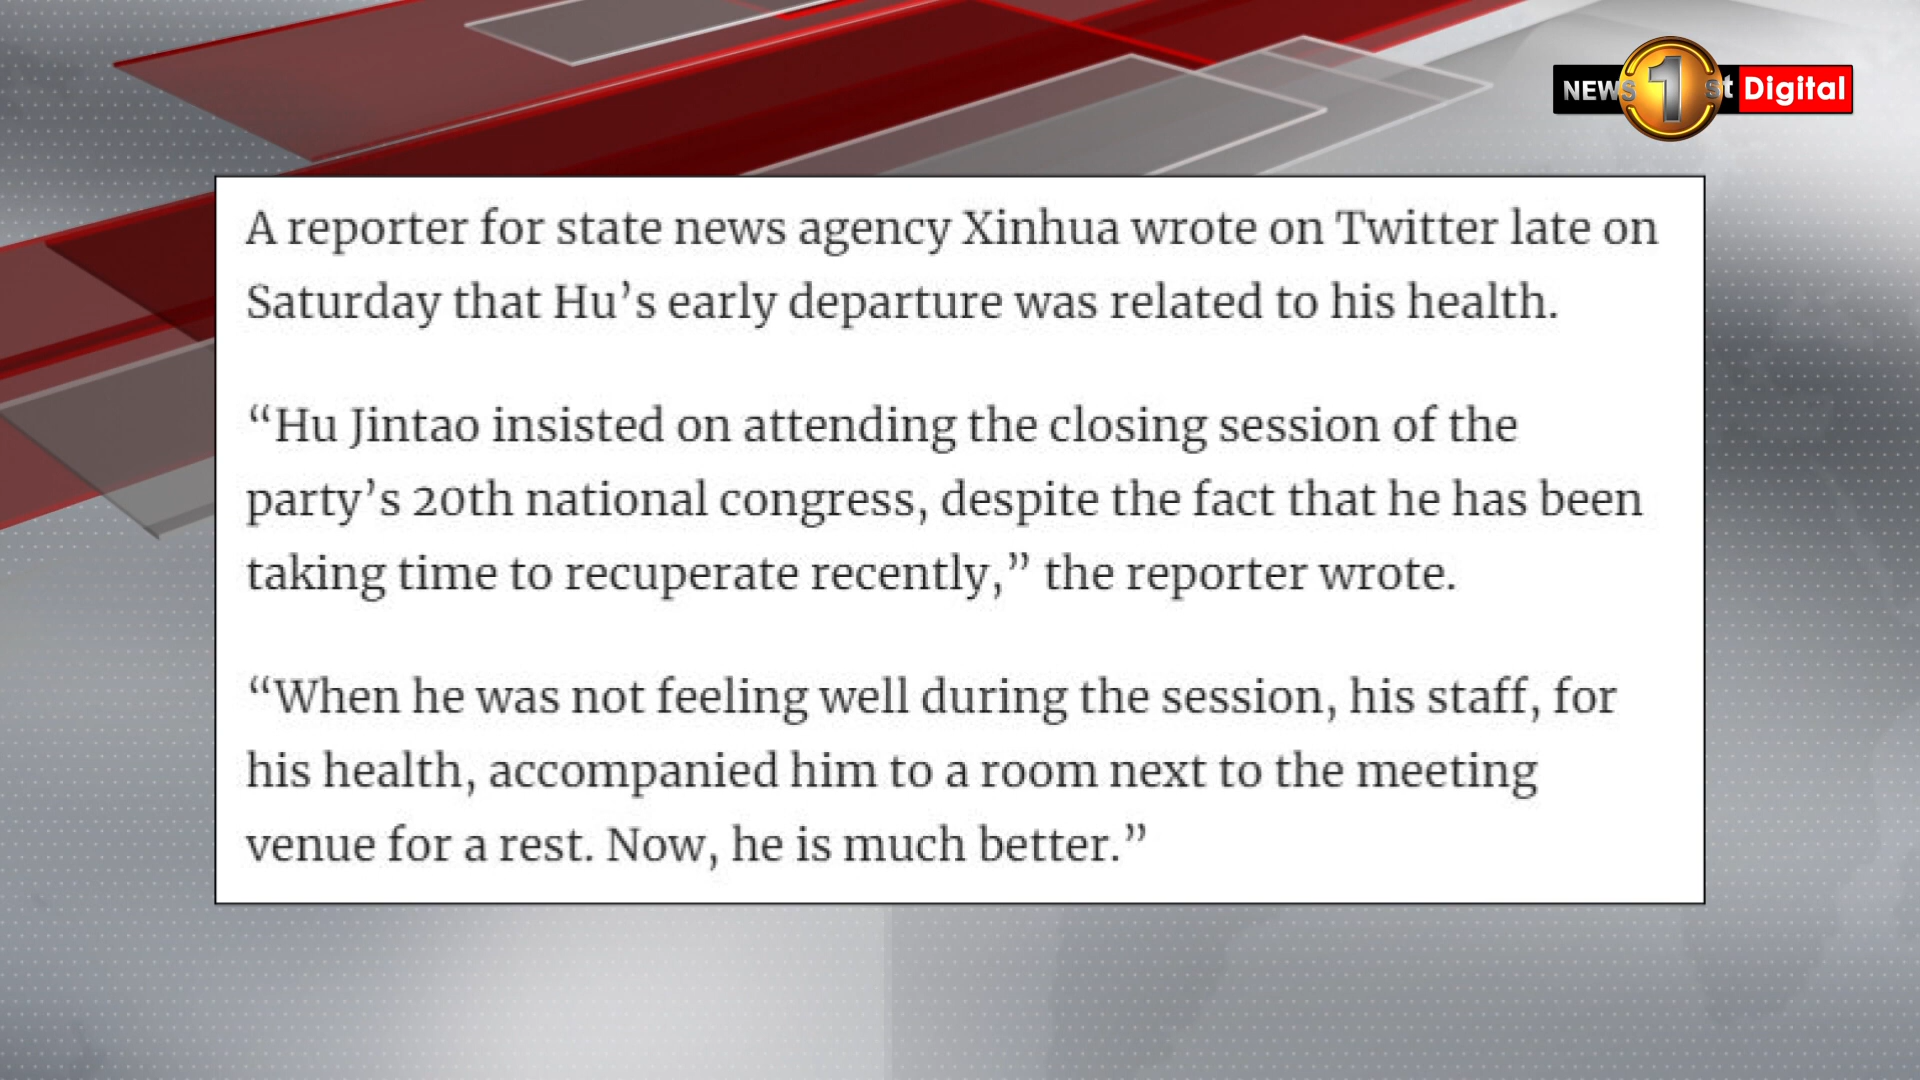 NEWS 1st Digital
A reporter for state news agency Xinhua wrote on Twitter late on
Saturday that Hu’s early departure was related to his health.
“Hu Jintao insisted on attending the closing session of the
party’s 20th national congress, despite the fact that he has been
taking time to recuperate recently,” the reporter wrote.
“When he was not feeling well during the session, his staff, for
his health, accompanied him to a room next to the meeting
venue for a rest. Now, he is much better.”